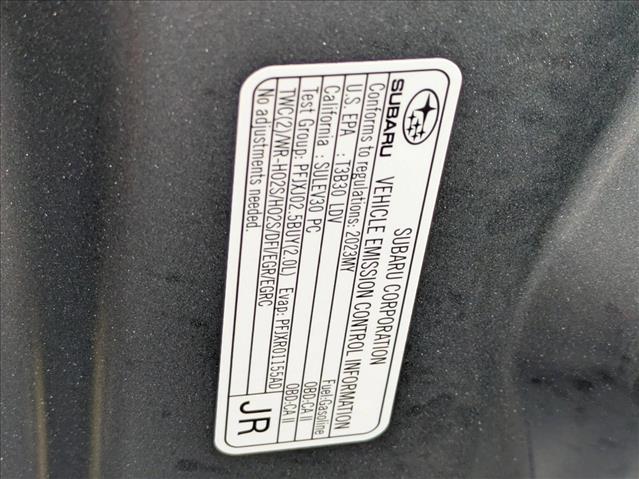 SUBARU CORPORATION
SUBARU VEHICLE EMISSION CONTROL INFORMATION
Conforms to regulations: 2023MY Fuel:Gasoline
U.S. EPA : T3B30 LDV OBD:CA II
California : SULEV30 PC OBD:CA II
Test Group: PFJXJ02.5BUY(2.0L) Evap: PFJXR01155AU
TWC(2)/WR-HO2S/HO2S/DFI/EGR/EGRC
No adjustments needed.
JR